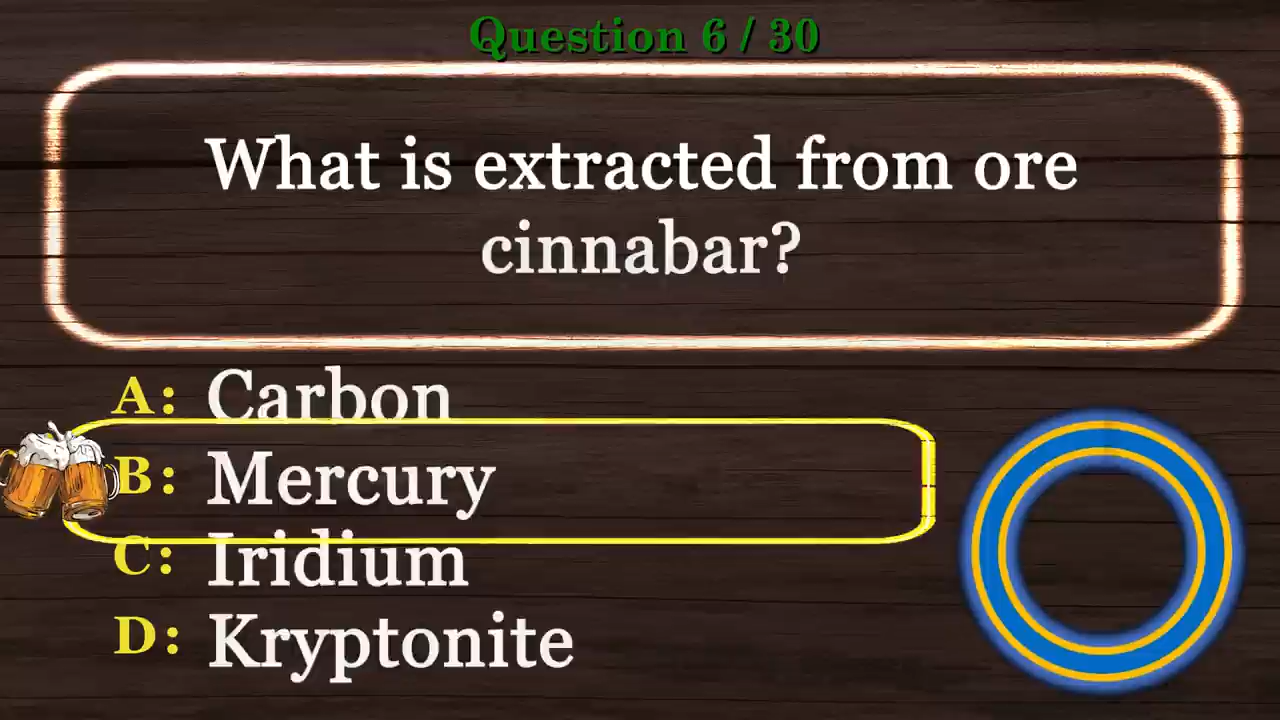 Question 6 / 30
What is extracted from ore
cinnabar?
A: Carbon
B: Mercury
C: Iridium
D: Kryptonite